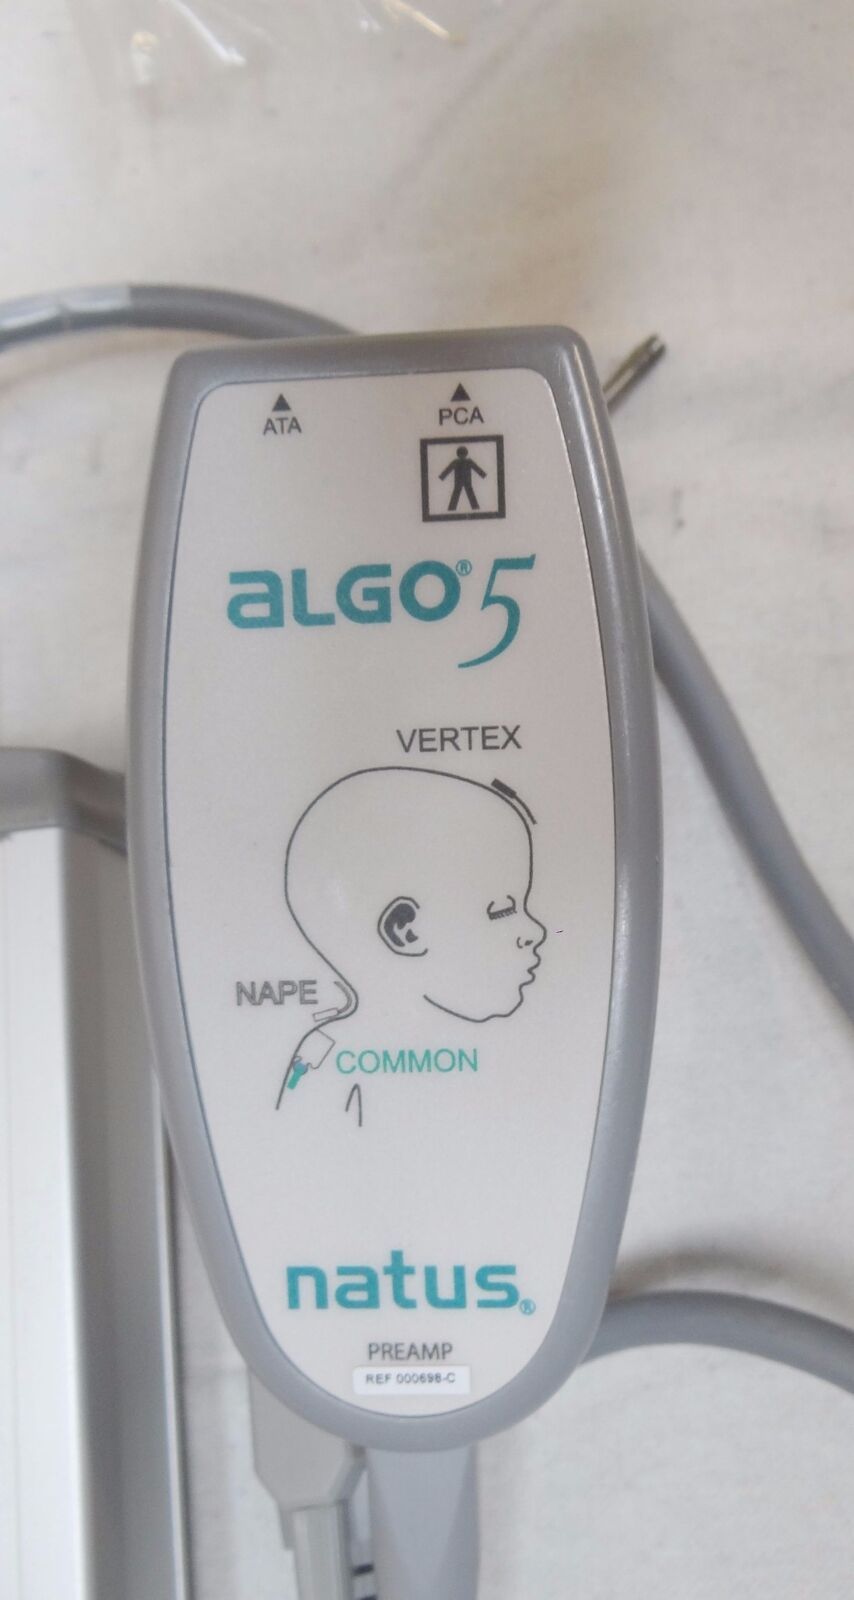 ATA
PCA
ALGO® 5
VERTEX
NAPE
COMMON
natus®
PREAMP
REF 000698-C